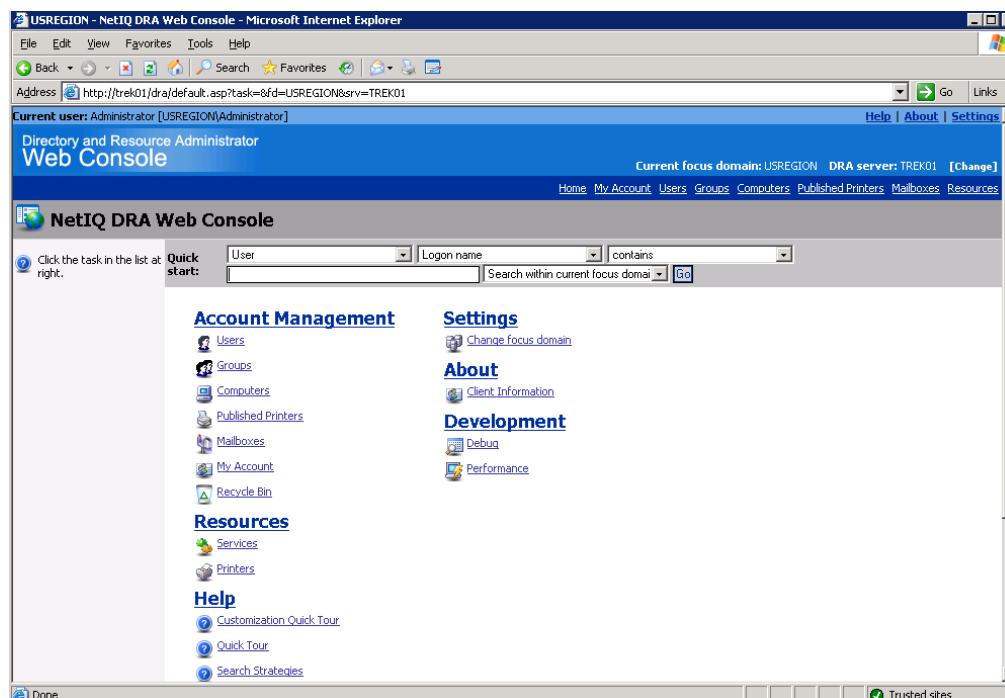 USREGION - NetIQ DRA Web Console - Microsoft Internet Explorer
File Edit View Favorites Tools Help
Back Search Favorites
Address http://trek01/dra/default.asp?task=&fd=USREGION&srv=TREK01 Go Links
Current user: Administrator [USREGION\Administrator] Help | About | Settings
Directory and Resource Administrator
Web Console
Current focus domain: USREGION DRA server: TREK01 [Change]
Home My Account Users Groups Computers Published Printers Mailboxes Resources
NetIQ DRA Web Console
Click the task in the list at right.
Quick start:
User Logon name contains
Search within current focus domai Go
Account Management
Users
Groups
Computers
Published Printers
Mailboxes
My Account
Recycle Bin
Resources
Services
Printers
Help
Customization Quick Tour
Quick Tour
Search Strategies
Settings
Change focus domain
About
Client Information
Development
Debug
Performance
Done Trusted sites